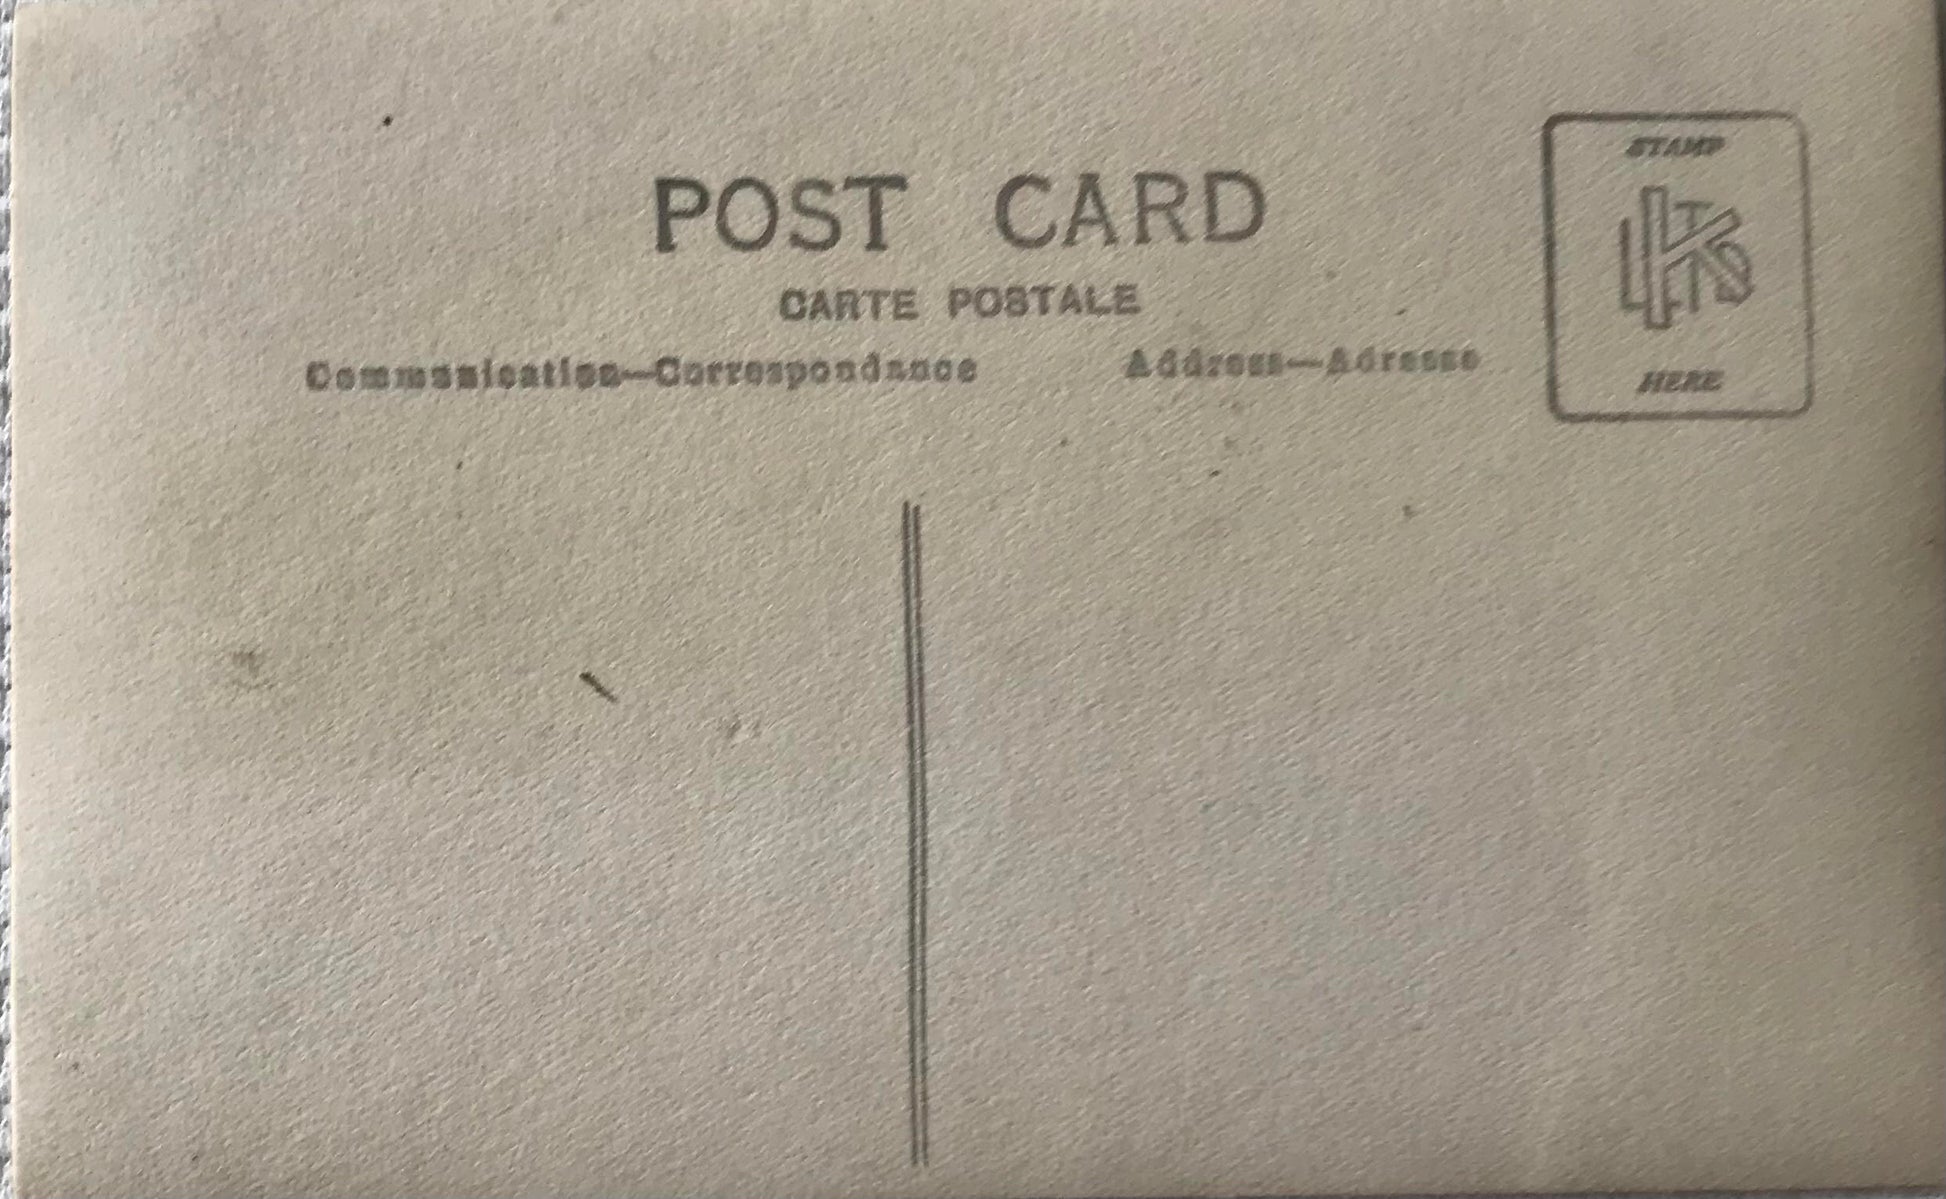 POST CARD
CARTE POSTALE
Communication—Correspondance
Address—Adresse
STAMP
HERE